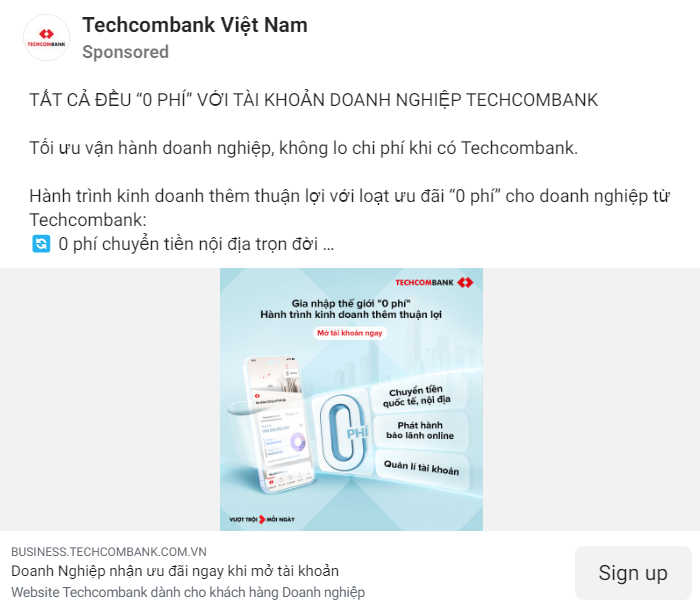 Techcombank Việt Nam
Sponsored
TẤT CẢ ĐỀU “0 PHÍ” VỚI TÀI KHOẢN DOANH NGHIỆP TECHCOMBANK
Tối ưu vận hành doanh nghiệp, không lo chi phí khi có Techcombank.
Hành trình kinh doanh thêm thuận lợi với loạt ưu đãi “0 phí” cho doanh nghiệp từ
Techcombank:
🔄 0 phí chuyển tiền nội địa trọn đời ...
TECHCOMBANK
TECHCOMBANK
Gia nhập thế giới "0 phí"
Hành trình kinh doanh thêm thuận lợi
Mở tài khoản ngay
Chuyển tiền
quốc tế, nội địa
0 PHÍ
Phát hành
bảo lãnh online
Quản lí tài khoản
VƯỢT TRỘI MỖI NGÀY
BUSINESS.TECHCOMBANK.COM.VN
Doanh Nghiệp nhận ưu đãi ngay khi mở tài khoản
Website Techcombank dành cho khách hàng Doanh nghiệp
Sign up